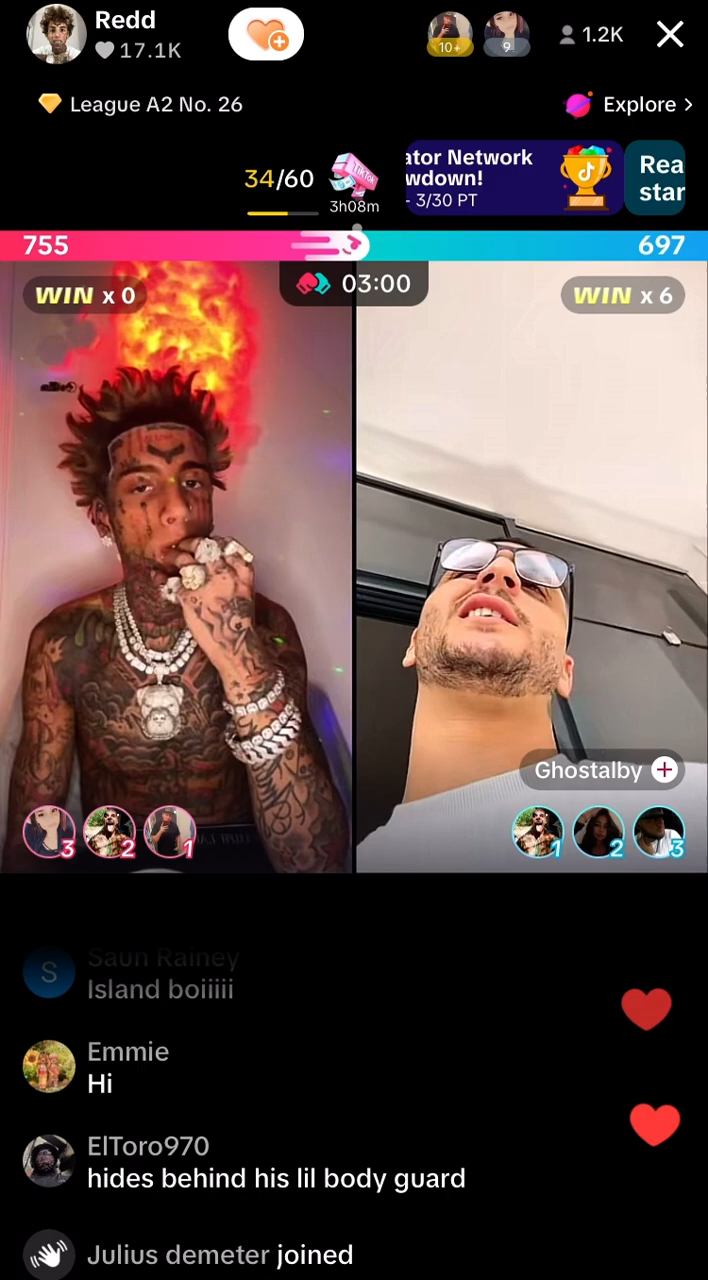 Redd
17.1K
10+
9
1.2K
League A2 No. 26
Explore >
34/60
TikTok
3h08m
ator Network
wdown!
- 3/30 PT
Rea
star
755
697
WIN x 0
03:00
WIN x 6
Ghostalby +
3
2
1
1
2
3
Saun Rainey
S
Island boiiiii
Emmie
Hi
ElToro970
hides behind his lil body guard
Julius demeter joined